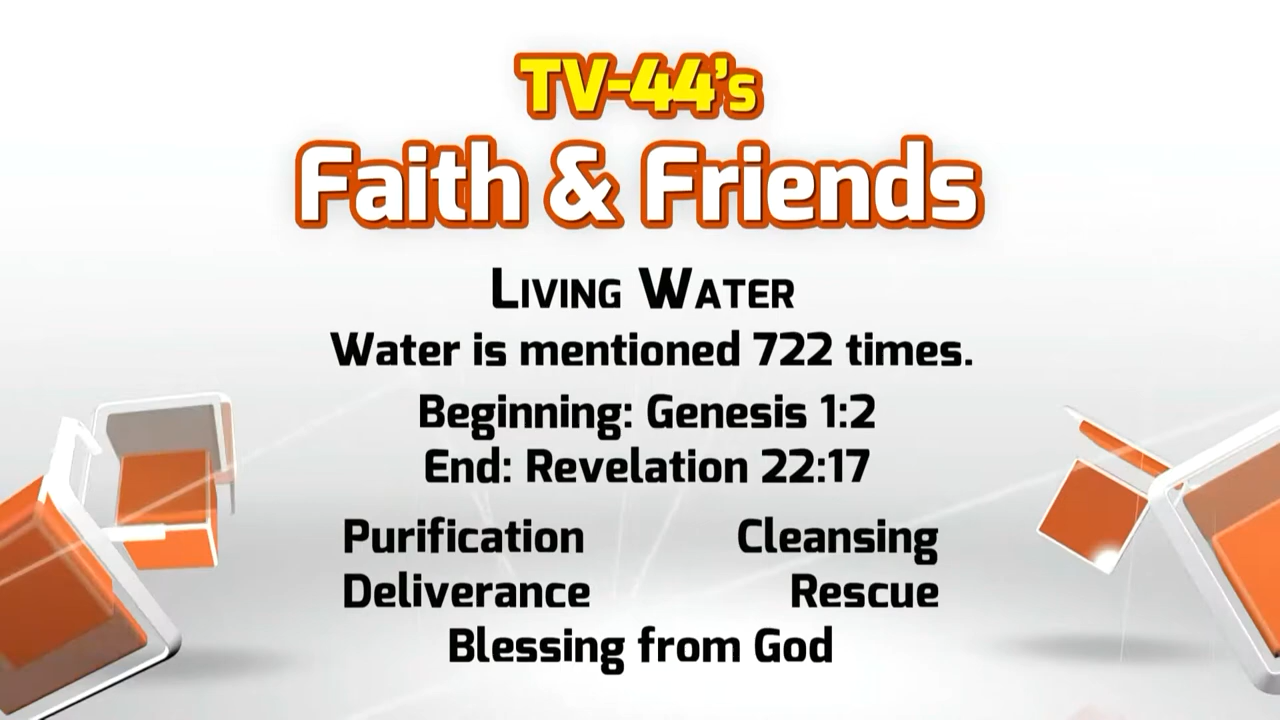 TV-44's
Faith & Friends
Living Water
Water is mentioned 722 times.
Beginning: Genesis 1:2
End: Revelation 22:17
Purification Cleansing
Deliverance Rescue
Blessing from God